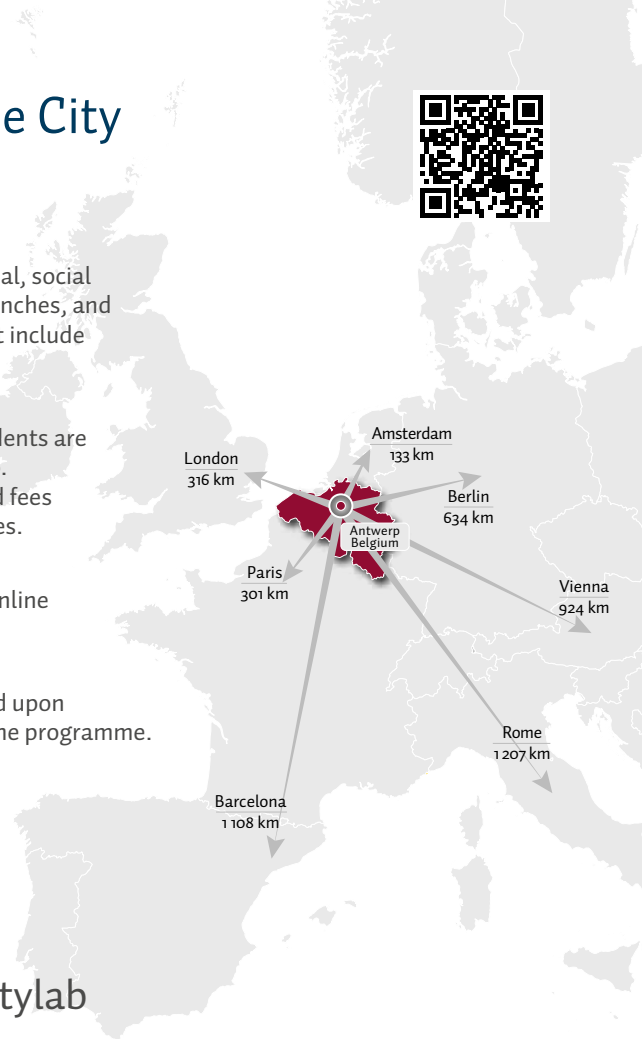 e City
al, social
nches, and
t include
lents are
.
l fees
es.
nline
d upon
ne programme.
Amsterdam
133 km
London
316 km
Berlin
634 km
Antwerp
Belgium
Paris
301 km
Vienna
924 km
Rome
1 207 km
Barcelona
1 108 km
tylab